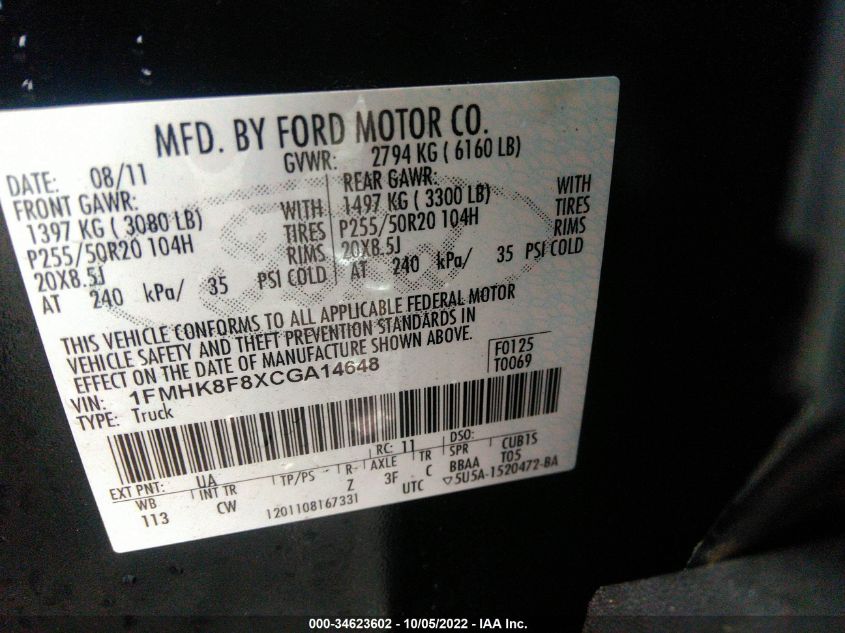 MFD. BY FORD MOTOR CO.
DATE: 08/11 GVWR: 2794 KG ( 6160 LB)
FRONT GAWR: REAR GAWR:
1397 KG ( 3080 LB) WITH 1497 KG ( 3300 LB) WITH
P255/50R20 104H TIRES P255/50R20 104H TIRES
20X8.5J RIMS 20X8.5J RIMS
AT 240 kPa/ 35 PSI COLD AT 240 kPa/ 35 PSI COLD
THIS VEHICLE CONFORMS TO ALL APPLICABLE FEDERAL MOTOR
VEHICLE SAFETY AND THEFT PREVENTION STANDARDS IN
EFFECT ON THE DATE OF MANUFACTURE SHOWN ABOVE.
VIN: 1FMHK8F8XCGA14648
TYPE: Truck
F0125
T0069
EXT PNT: UA RC: 11 DSO:
WB INT TR TP/PS R AXLE TR SPR CUB1S
113 CW Z 3F C BBAA T05
1201108167331 UTC ▽5U5A-1520472-BA
000-34623602 - 10/05/2022 - IAA Inc.